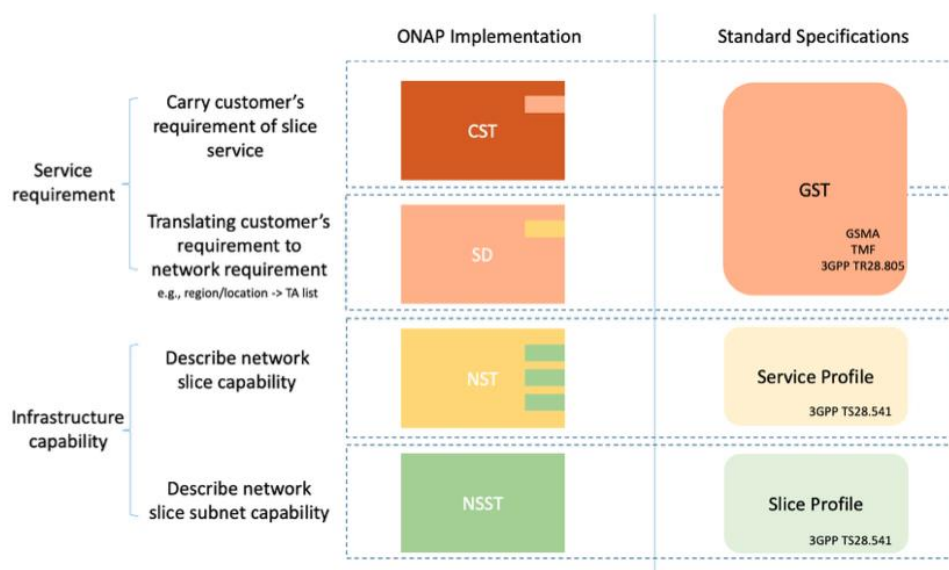 ONAP Implementation
Standard Specifications
Service
requirement
Carry customer's
requirement of slice
service
CST
GST
GSMA
TMF
3GPP TR28.805
Translating customer's
requirement to
network requirement
e.g., region/location -> TA list
SD
Infrastructure
capability
Describe network
slice capability
NST
Service Profile
3GPP TS28.541
Describe network
slice subnet capability
NSST
Slice Profile
3GPP TS28.541